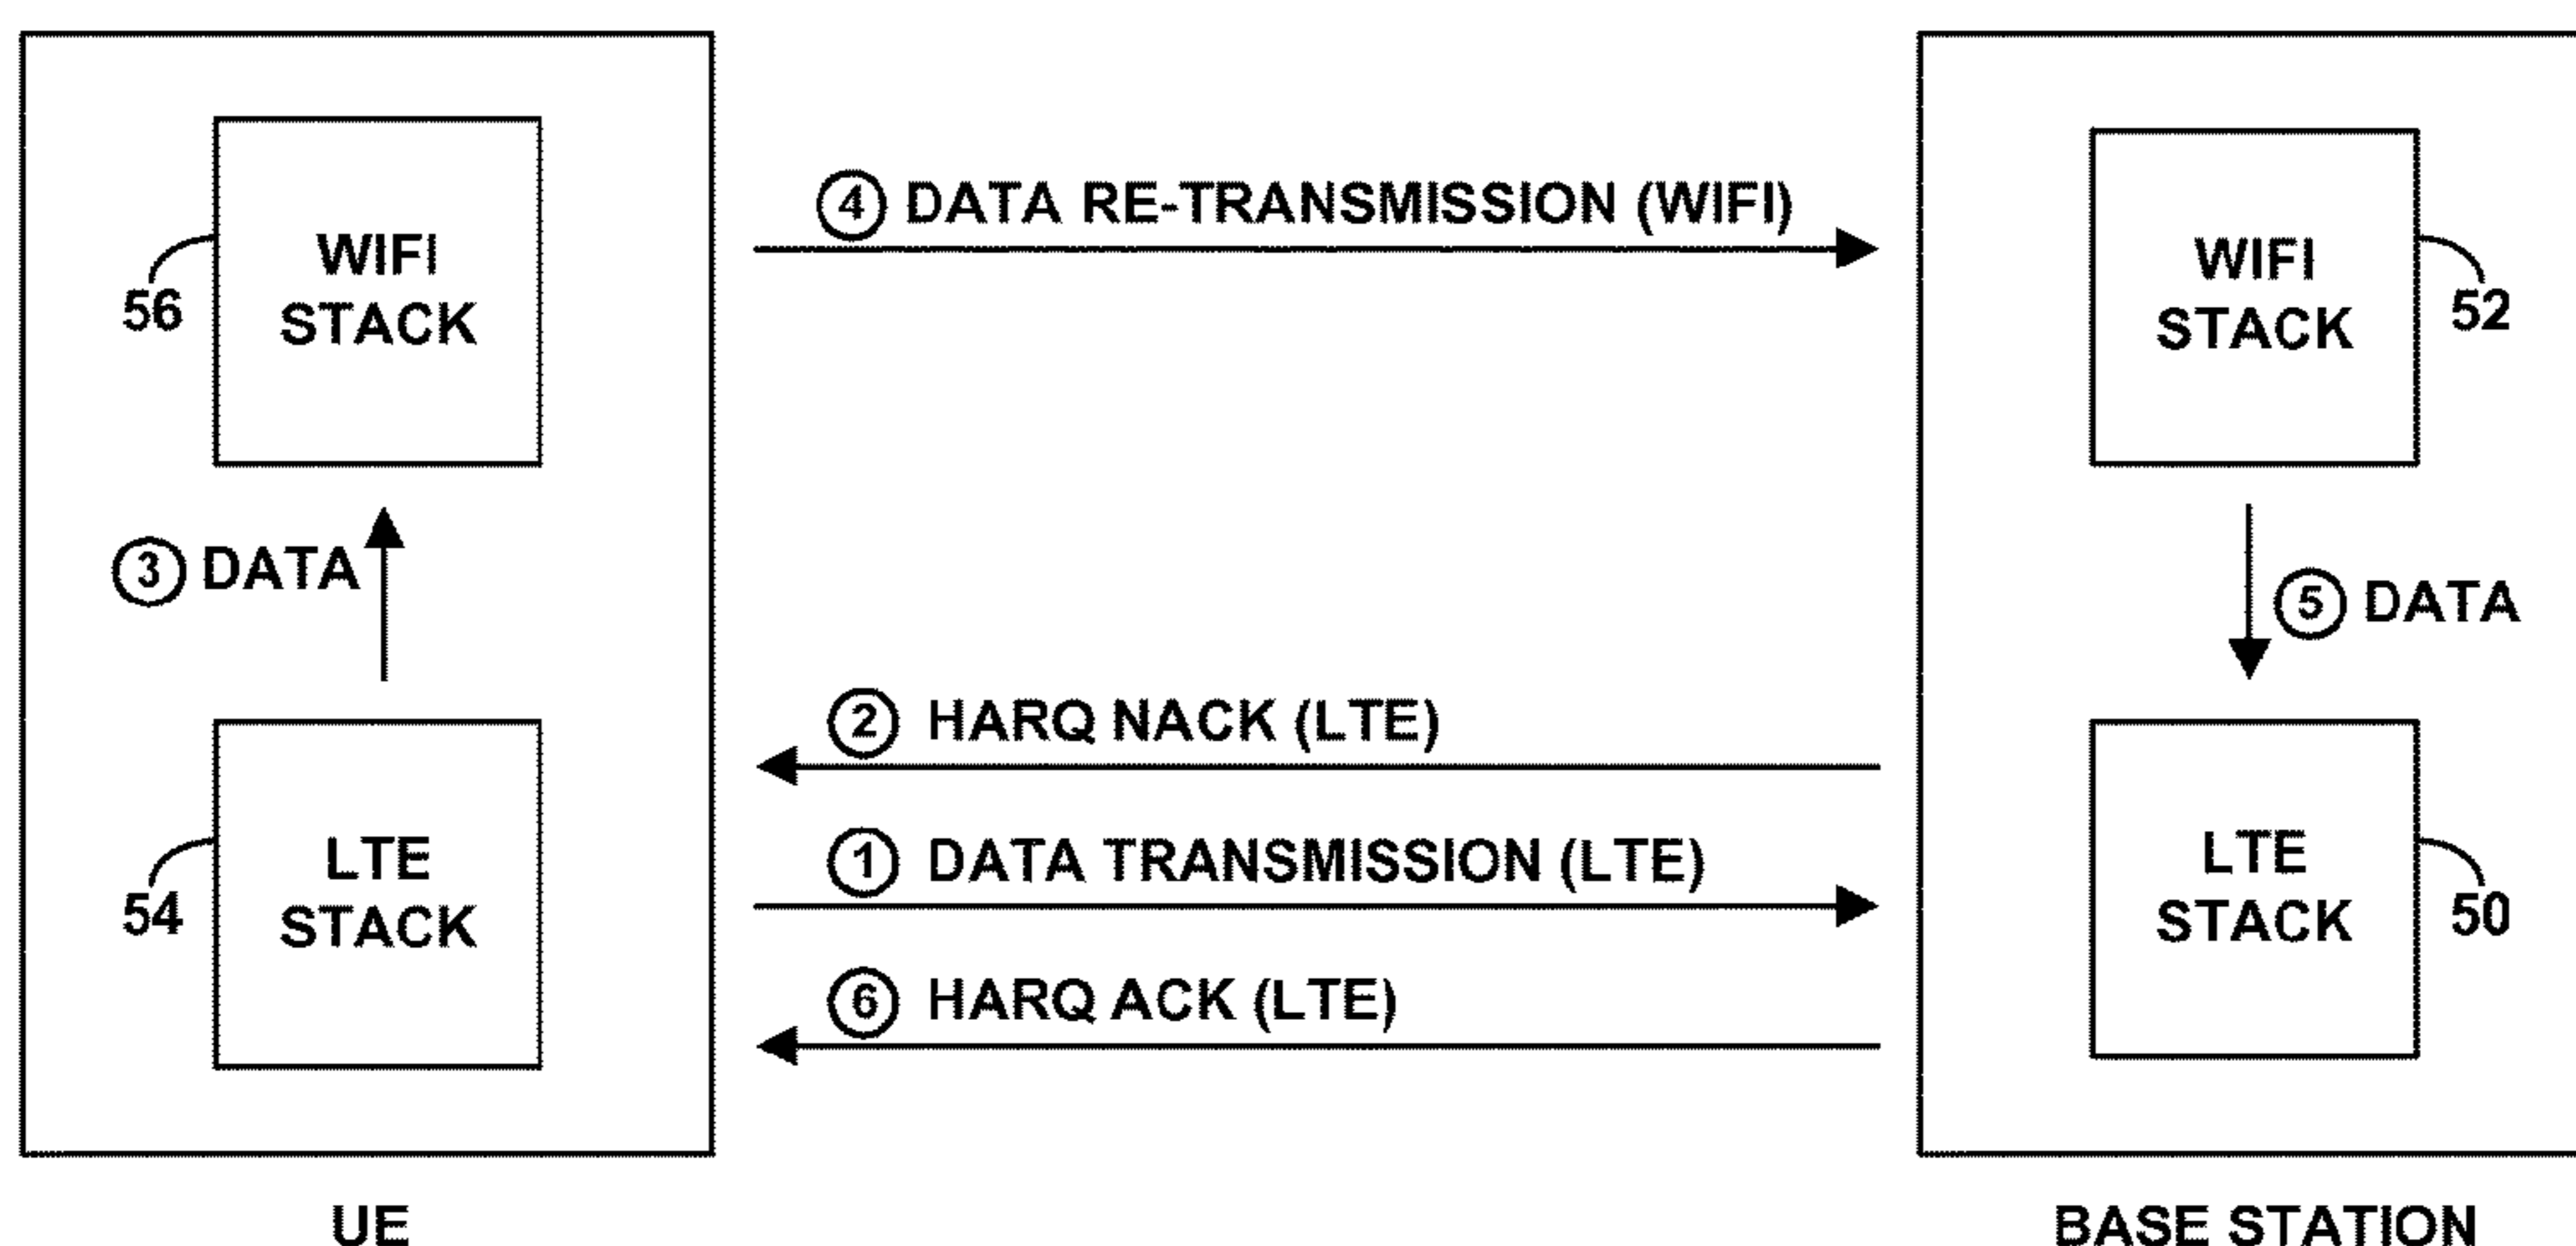 ④ DATA RE-TRANSMISSION (WIFI)
WIFI
STACK
56
WIFI
STACK
52
③ DATA
⑤ DATA
② HARQ NACK (LTE)
① DATA TRANSMISSION (LTE)
LTE
STACK
54
LTE
STACK
50
⑥ HARQ ACK (LTE)
UE
BASE STATION